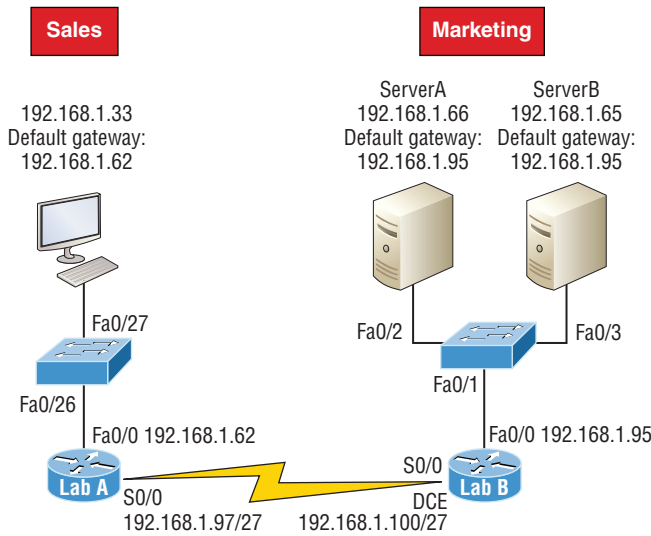 Sales
Marketing
192.168.1.33
Default gateway:
192.168.1.62
ServerA
192.168.1.66
Default gateway:
192.168.1.95
ServerB
192.168.1.65
Default gateway:
192.168.1.95
Fa0/27
Fa0/2
Fa0/3
Fa0/26
Fa0/1
Fa0/0 192.168.1.62
Fa0/0 192.168.1.95
Lab A
S0/0
192.168.1.97/27
S0/0
DCE
192.168.1.100/27
Lab B